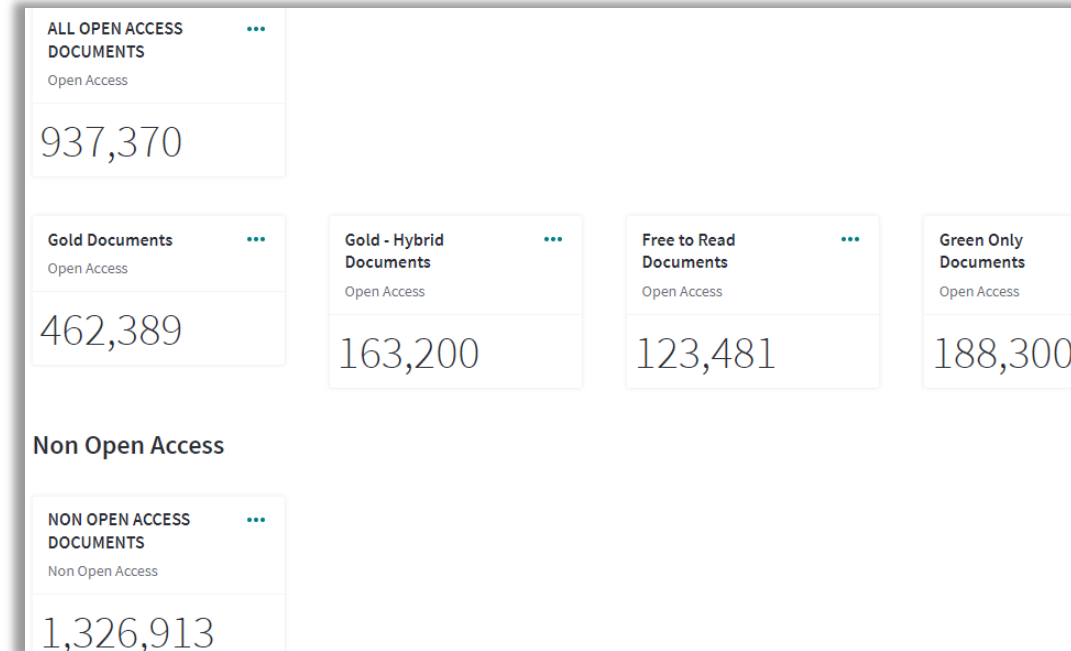 ALL OPEN ACCESS
DOCUMENTS
Open Access
937,370
Gold Documents
Open Access
462,389
Gold - Hybrid
Documents
Open Access
163,200
Free to Read
Documents
Open Access
123,481
Green Only
Documents
Open Access
188,300
Non Open Access
NON OPEN ACCESS
DOCUMENTS
Non Open Access
1,326,913